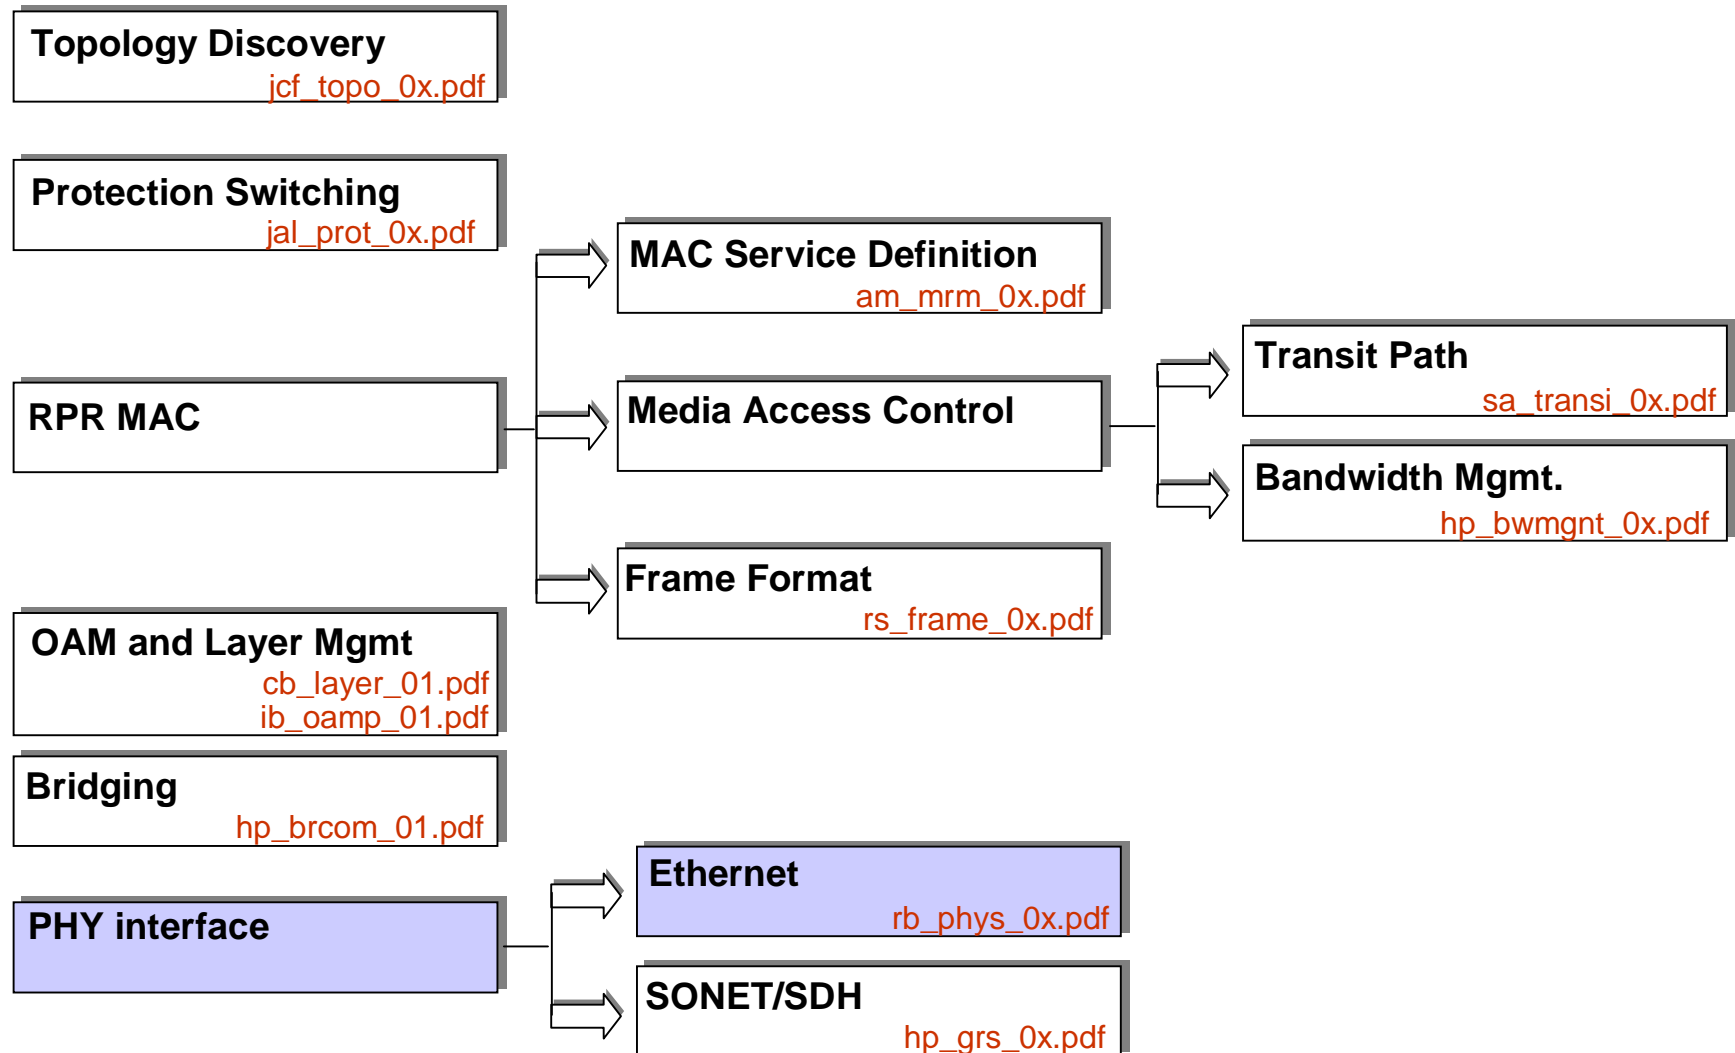 Topology Discovery
jcf_topo_0x.pdf
Protection Switching
jal_prot_0x.pdf
MAC Service Definition
am_mrm_0x.pdf
Transit Path
sa_transi_0x.pdf
RPR MAC
Media Access Control
Bandwidth Mgmt.
hp_bwmgnt_0x.pdf
Frame Format
rs_frame_0x.pdf
OAM and Layer Mgmt
cb_layer_01.pdf
ib_oamp_01.pdf
Bridging
hp_brcom_01.pdf
Ethernet
rb_phys_0x.pdf
PHY interface
SONET/SDH
hp_grs_0x.pdf